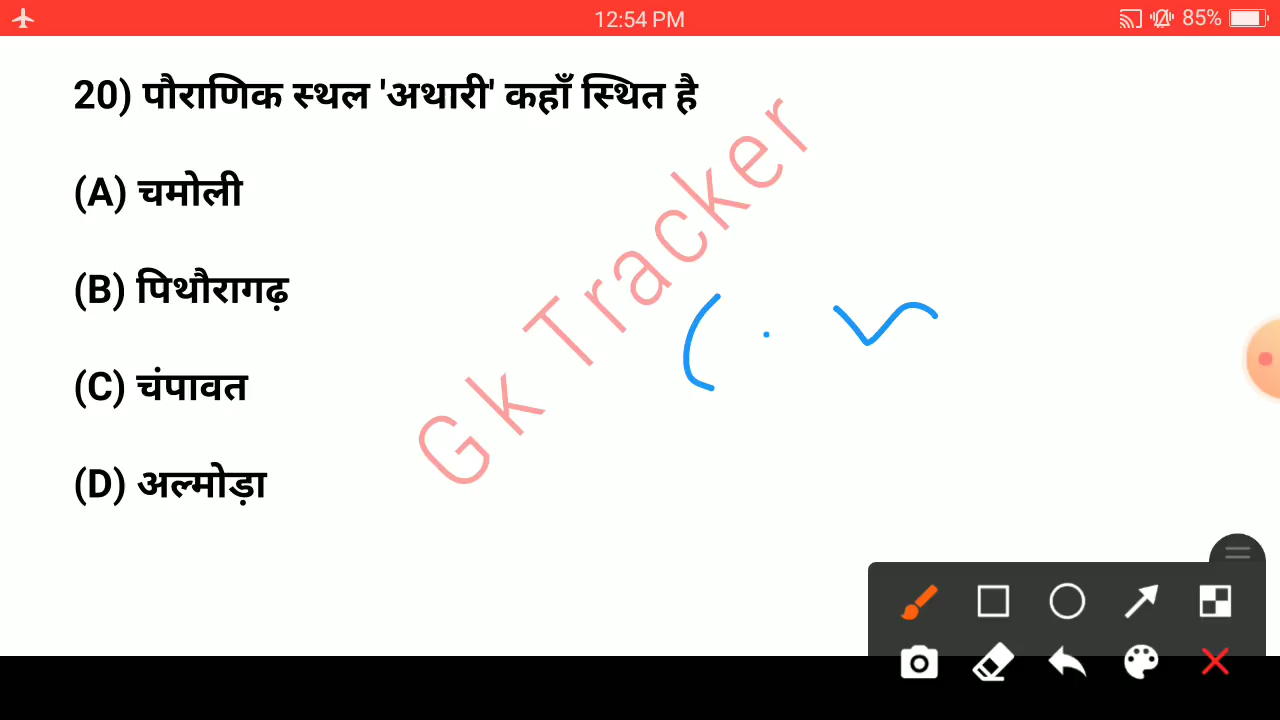 12:54 PM
85%
20) पौराणिक स्थल 'अथारी' कहाँ स्थित है
(A) चमोली
(B) पिथौरागढ़
(C) चंपावत
(D) अल्मोड़ा
Gk Tracker